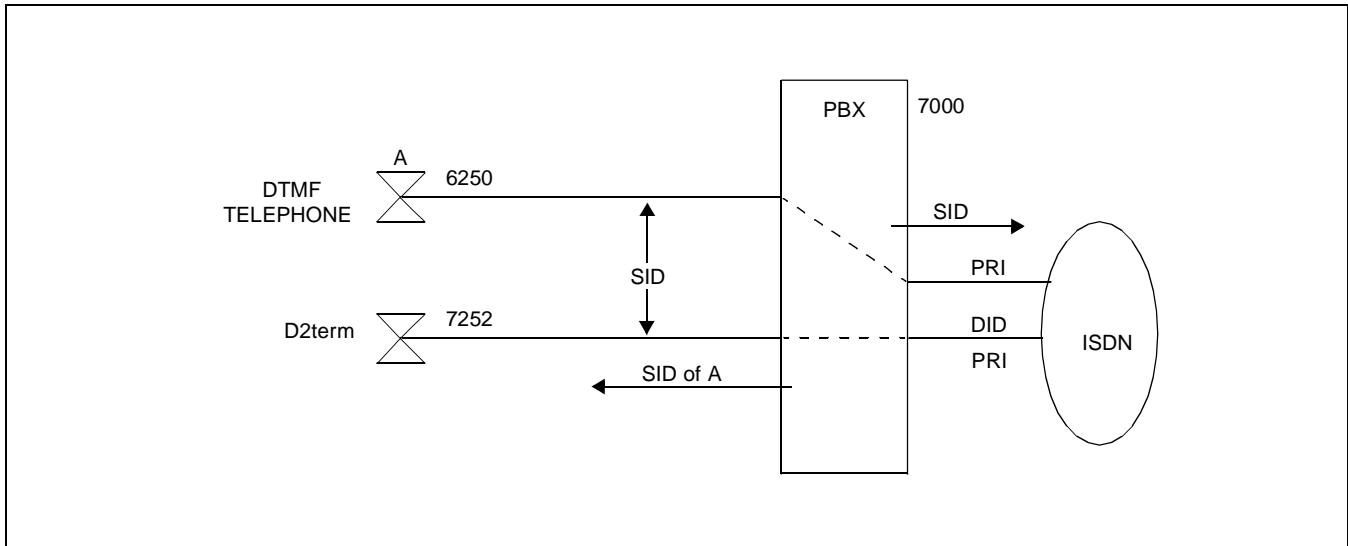 PBX
7000
A
6250
DTMF
TELEPHONE
SID
PRI
SID
D2term
7252
DID
PRI
ISDN
SID of A